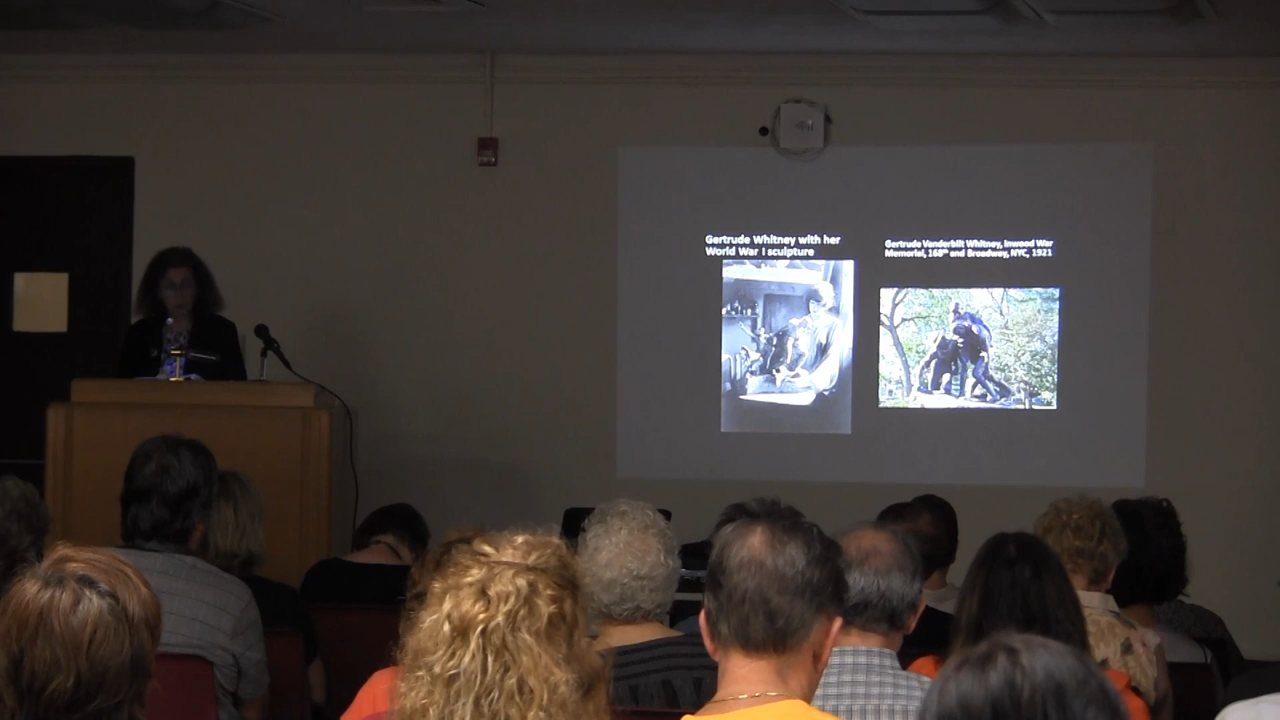 Gertrude Whitney with her
World War I sculpture
Gertrude Vanderbilt Whitney, Inwood War
Memorial, 168th and Broadway, NYC, 1921